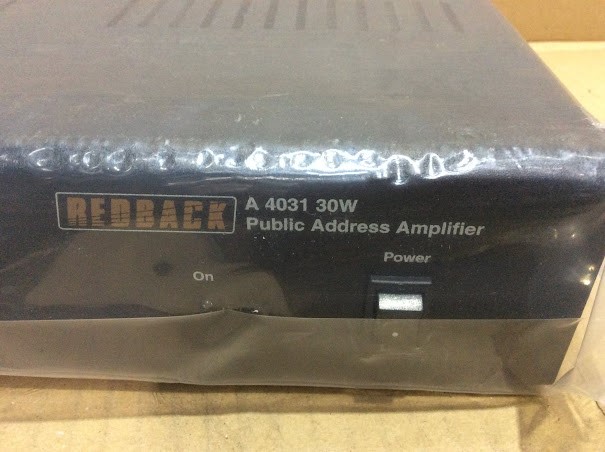 REDBACK
A 4031 30W
Public Address Amplifier
Power
On